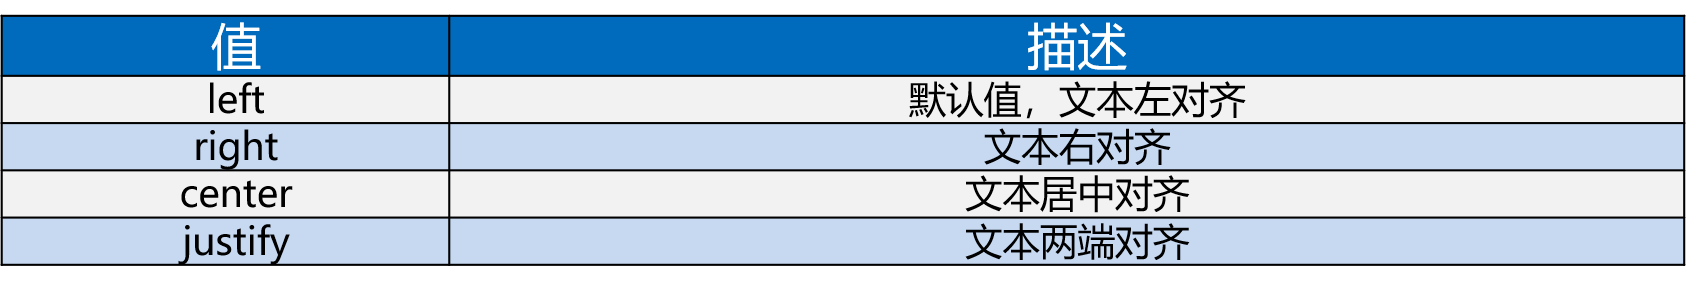 值 描述
left 默认值，文本左对齐
right 文本右对齐
center 文本居中对齐
justify 文本两端对齐